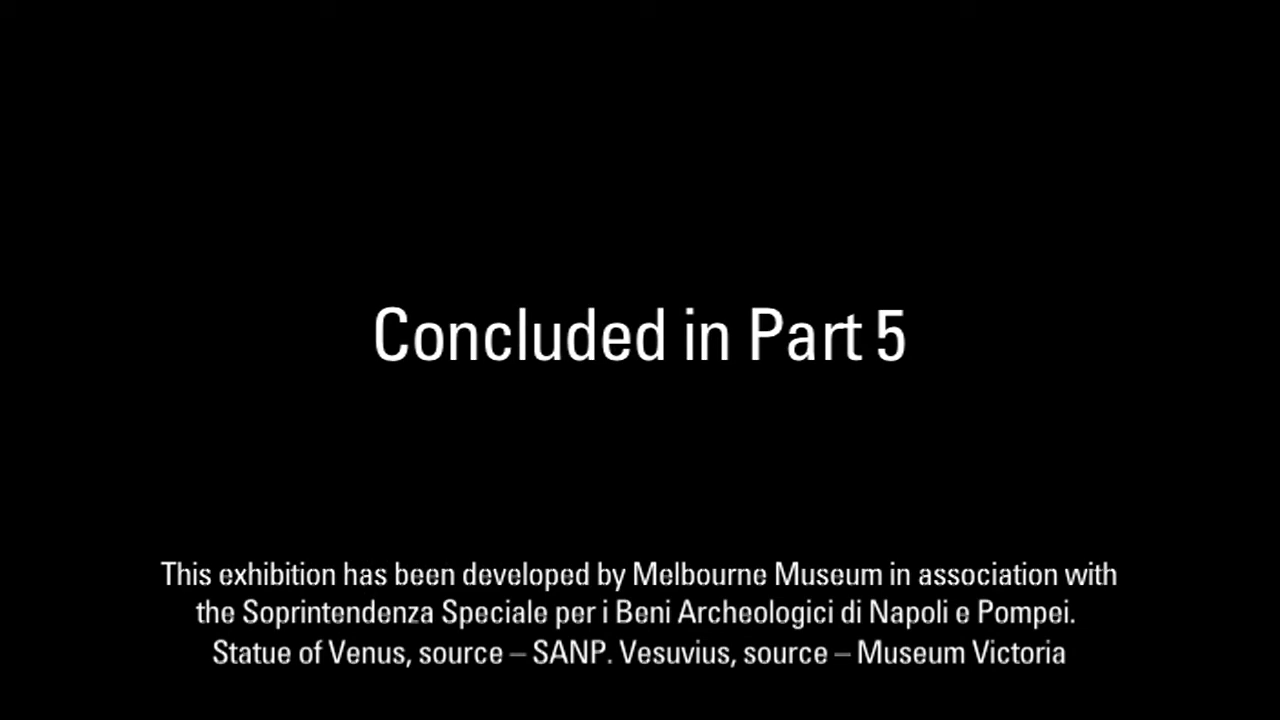 Concluded in Part 5
This exhibition has been developed by Melbourne Museum in association with
the Soprintendenza Speciale per i Beni Archeologici di Napoli e Pompei.
Statue of Venus, source – SANP. Vesuvius, source – Museum Victoria